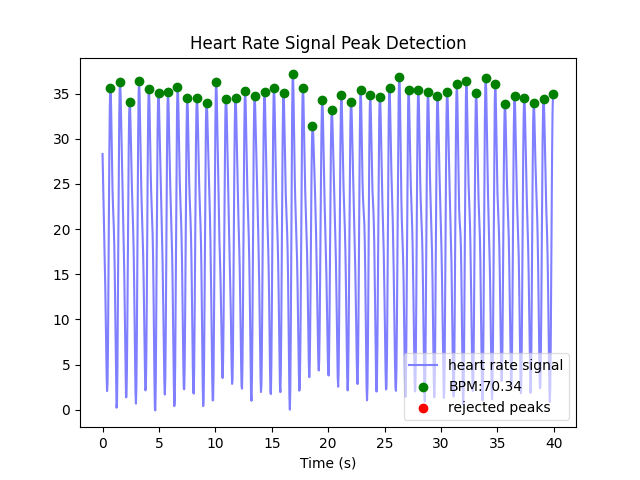 Heart Rate Signal Peak Detection
35
30
25
20
15
10
5
0
heart rate signal
BPM:70.34
rejected peaks
0 5 10 15 20 25 30 35 40
Time (s)